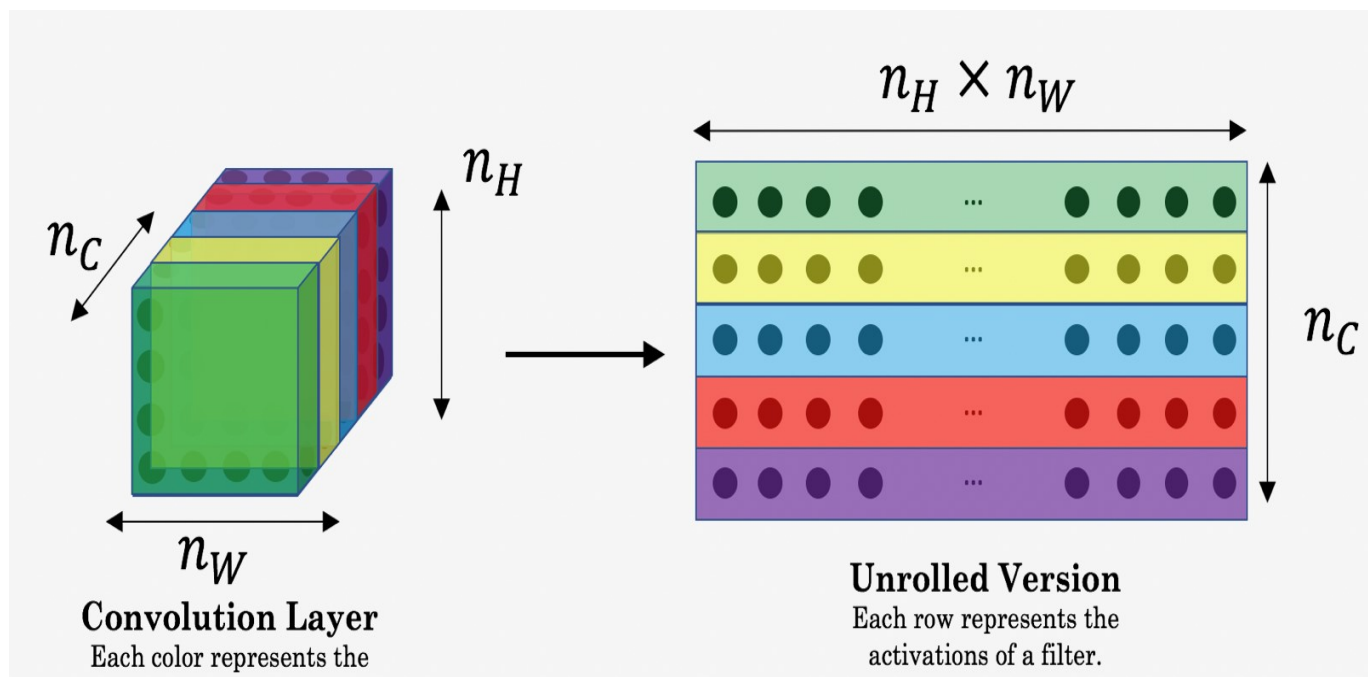 n_H × n_W
n_H
n_C
n_C
...
...
...
...
...
n_W
Convolution Layer
Each color represents the
Unrolled Version
Each row represents the
activations of a filter.